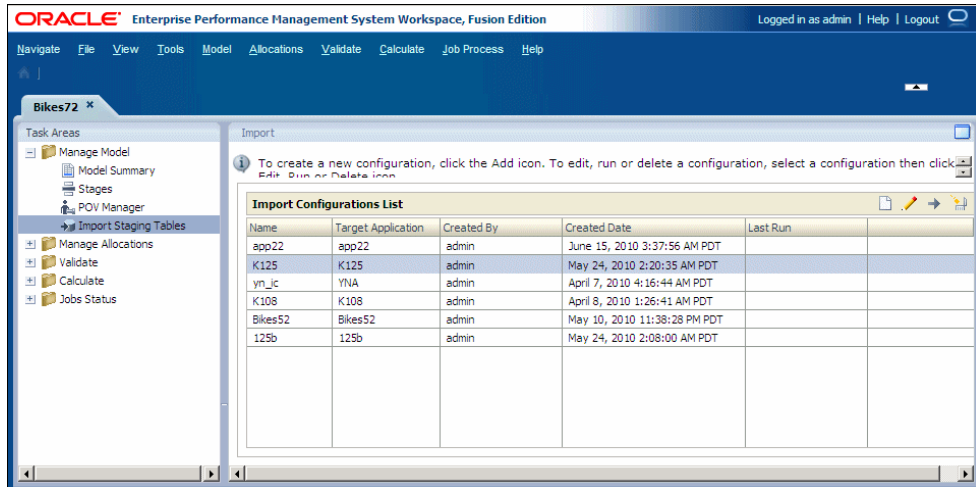 ORACLE Enterprise Performance Management System Workspace, Fusion Edition Logged in as admin | Help | Logout
Navigate File View Tools Model Allocations Validate Calculate Job Process Help
Bikes72
Task Areas
Manage Model
Model Summary
Stages
POV Manager
Import Staging Tables
Manage Allocations
Validate
Calculate
Jobs Status
Import
To create a new configuration, click the Add icon. To edit, run or delete a configuration, select a configuration then click
Edit, Run or Delete icon
Import Configurations List
Name Target Application Created By Created Date Last Run
app22 app22 admin June 15, 2010 3:37:56 AM PDT
K125 K125 admin May 24, 2010 2:20:35 AM PDT
yn_ic YNA admin April 7, 2010 4:16:44 AM PDT
K108 K108 admin April 8, 2010 1:26:41 AM PDT
Bikes52 Bikes52 admin May 10, 2010 11:38:28 PM PDT
125b 125b admin May 24, 2010 2:08:00 AM PDT